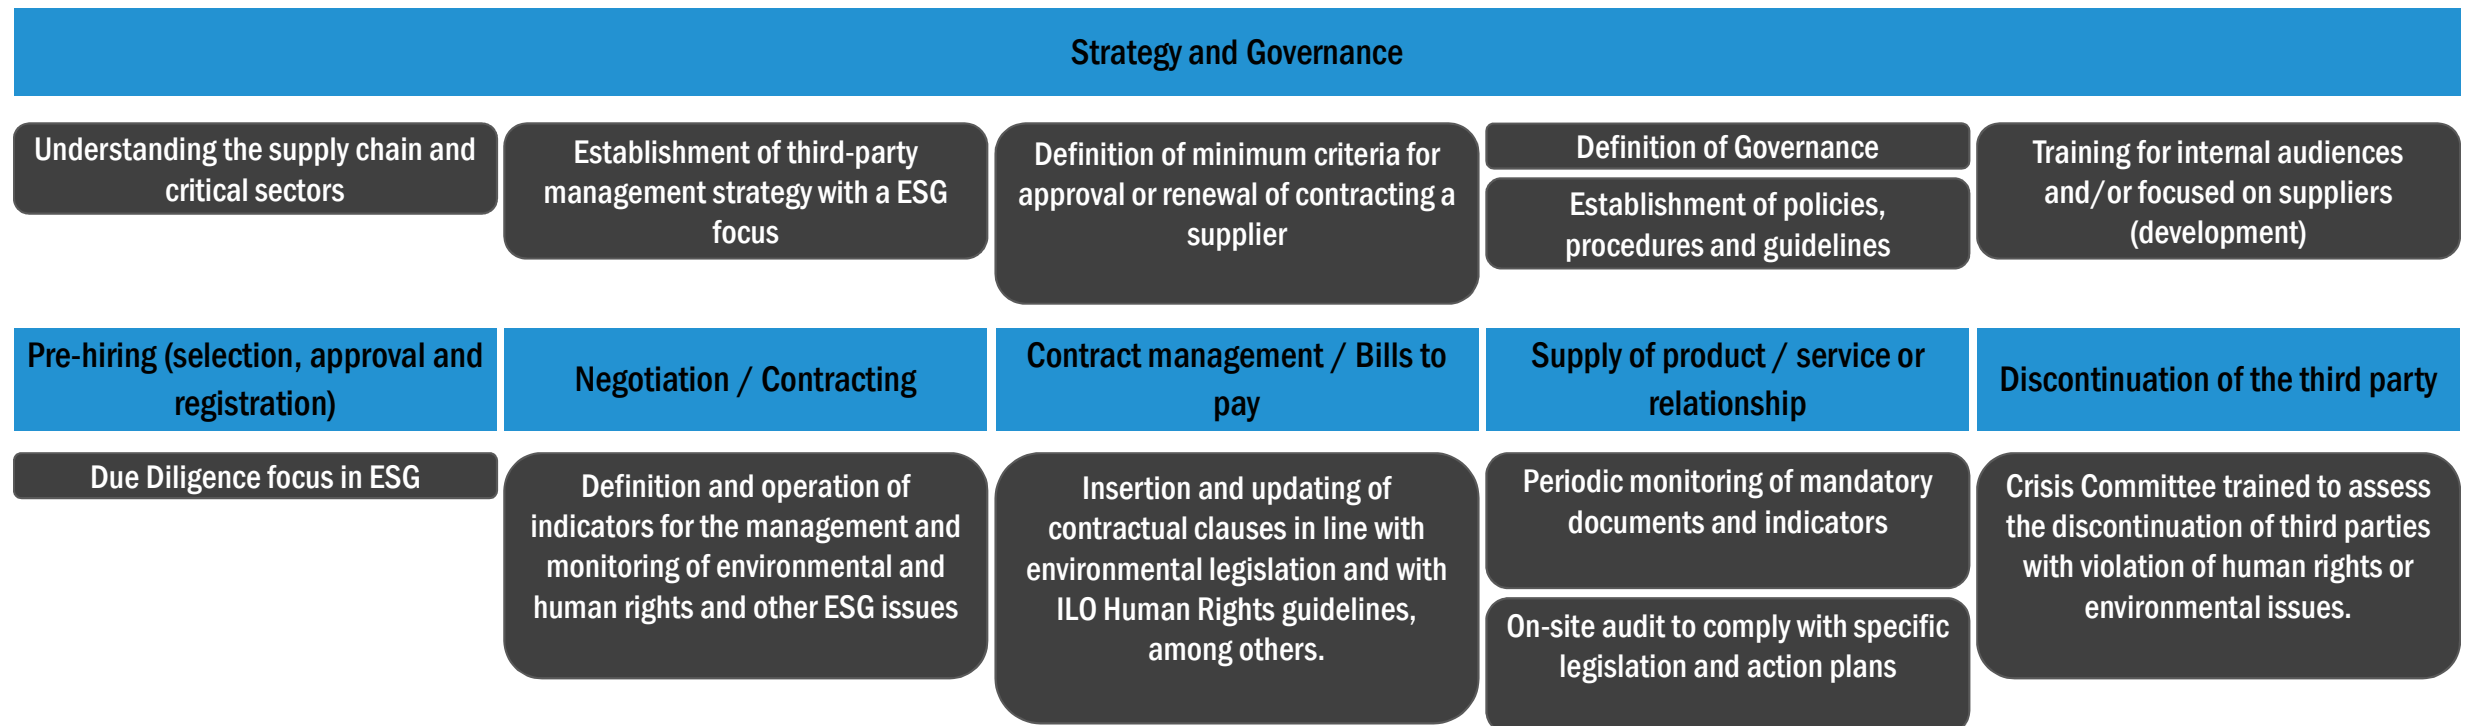 Strategy and Governance
Understanding the supply chain and
critical sectors
Establishment of third-party
management strategy with a ESG
focus
Definition of minimum criteria for
approval or renewal of contracting a
supplier
Definition of Governance
Establishment of policies,
procedures and guidelines
Training for internal audiences
and/or focused on suppliers
(development)
Pre-hiring (selection, approval and
registration)
Negotiation / Contracting
Contract management / Bills to
pay
Supply of product / service or
relationship
Discontinuation of the third party
Due Diligence focus in ESG
Definition and operation of
indicators for the management and
monitoring of environmental and
human rights and other ESG issues
Insertion and updating of
contractual clauses in line with
environmental legislation and with
ILO Human Rights guidelines,
among others.
Periodic monitoring of mandatory
documents and indicators
On-site audit to comply with specific
legislation and action plans
Crisis Committee trained to assess
the discontinuation of third parties
with violation of human rights or
environmental issues.